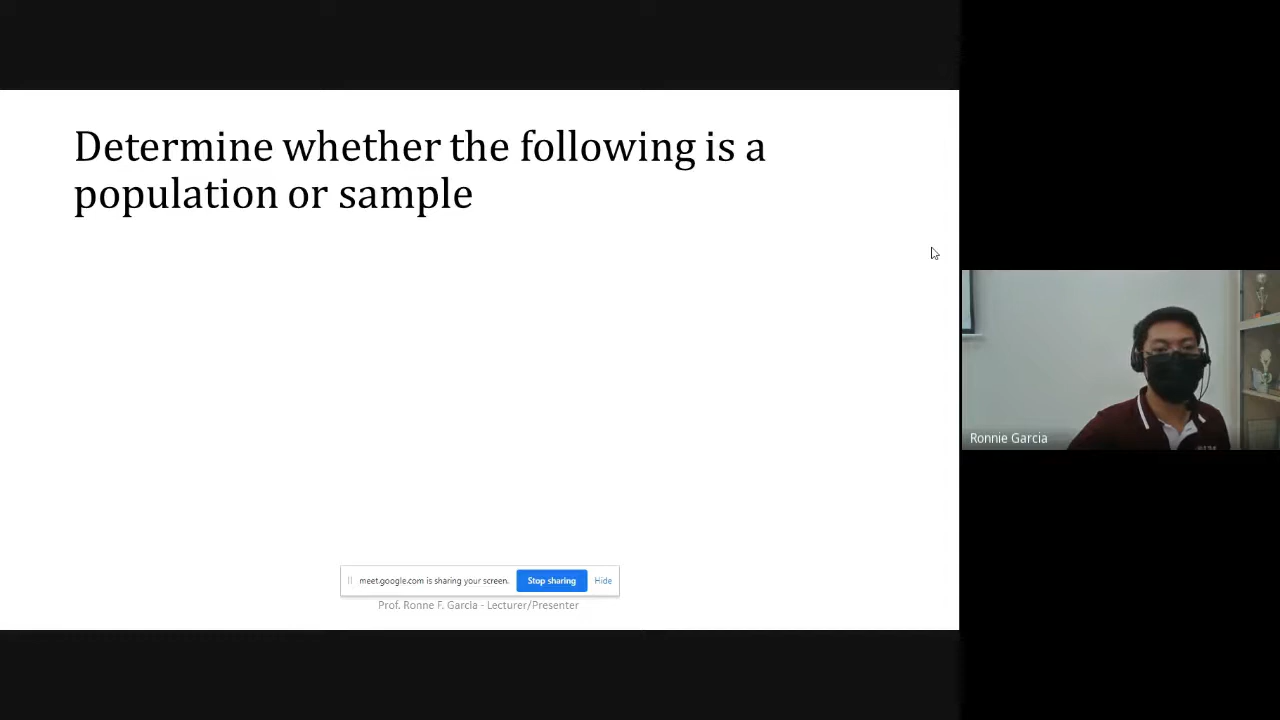 Determine whether the following is a
population or sample
Ronnie Garcia
meet.google.com is sharing your screen.
Stop sharing
Hide
Prof. Ronne F. Garcia - Lecturer/Presenter